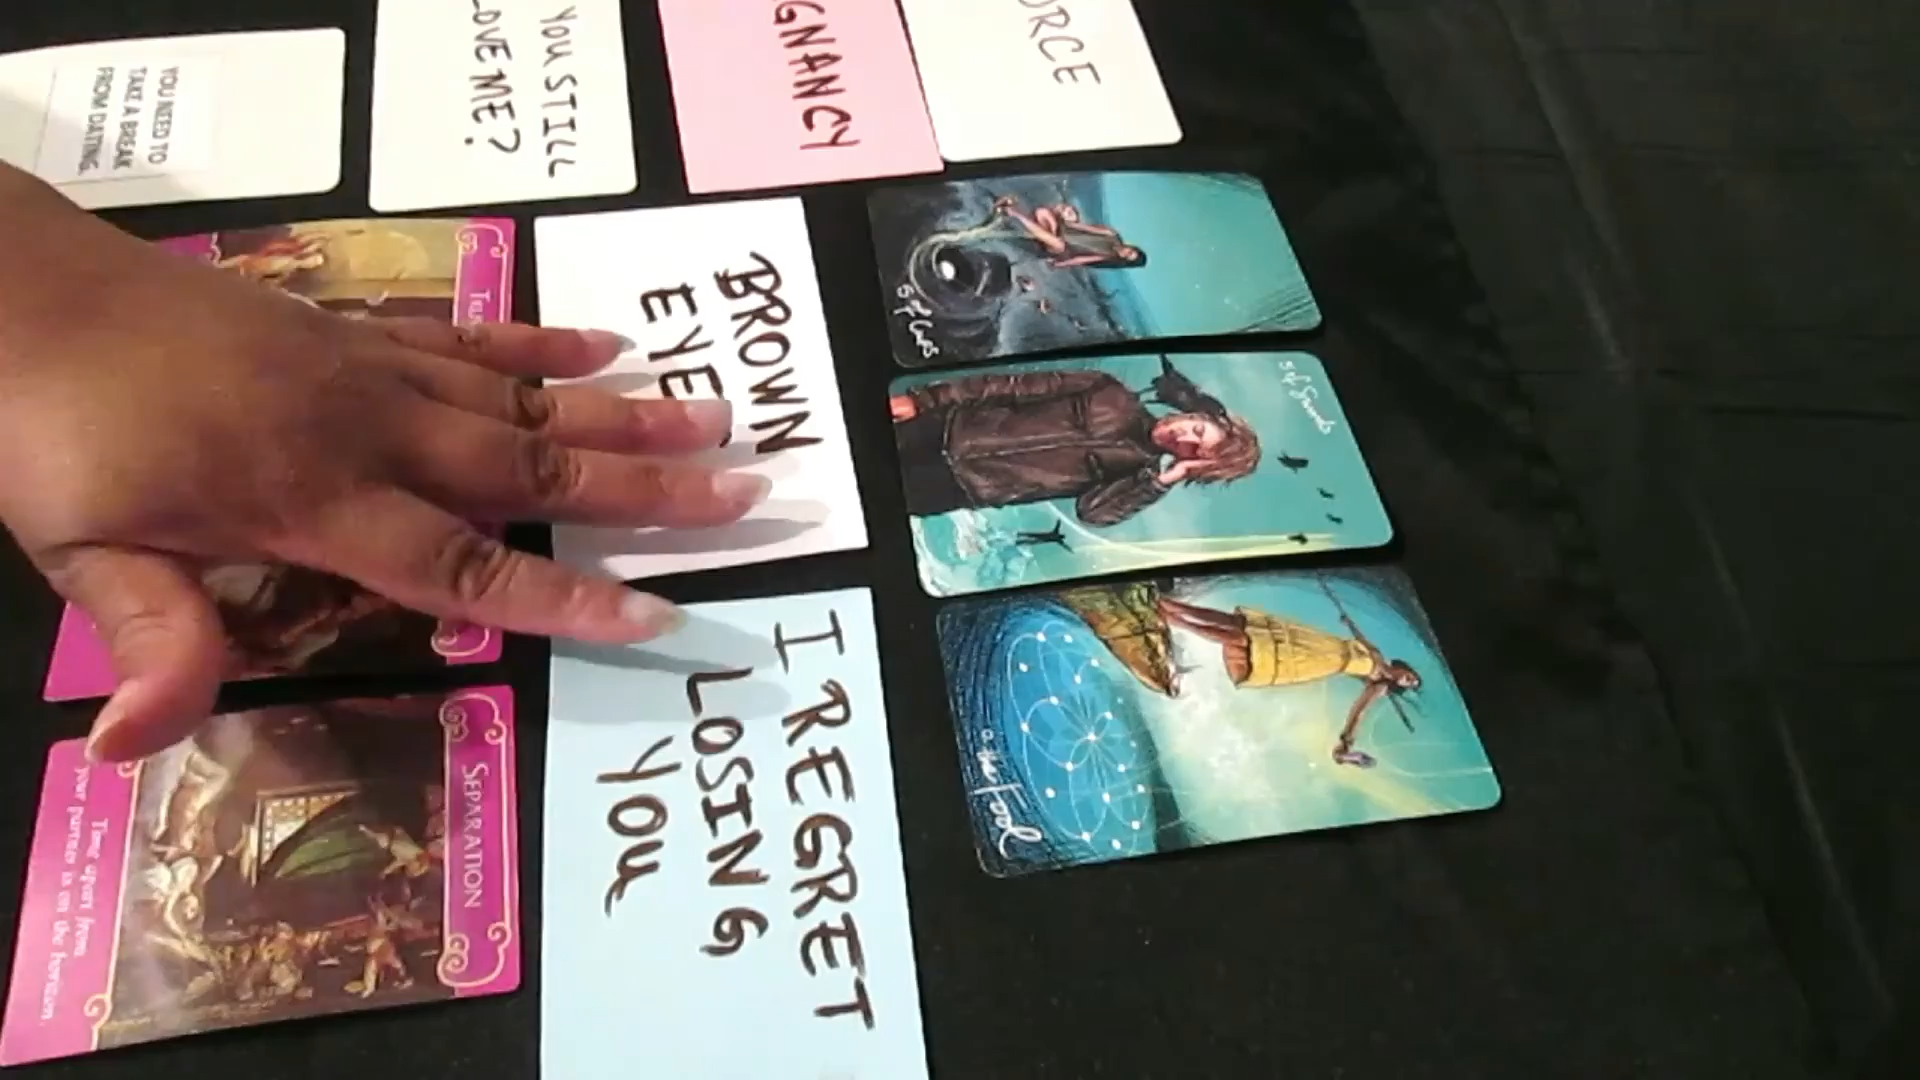 YOU NEED TO
TAKE A BREAK
FROM DATING.
YOU STILL
LOVE ME?
GNANCY
ORCE
BROWN
EYE
I REGRET
LOSING
YOU
5 of Cups
5 of Swords
0. the Fool
SEPARATION
Time apart from
your partner is on the horizon.